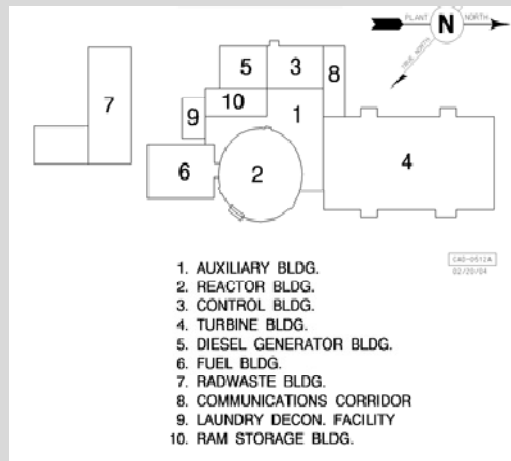 PLANT
N
NORTH
TRUE NORTH
5
3
8
7
10
1
9
6
2
4
CAD-0512A
02/20/04
1. AUXILIARY BLDG.
2. REACTOR BLDG.
3. CONTROL BLDG.
4. TURBINE BLDG.
5. DIESEL GENERATOR BLDG.
6. FUEL BLDG.
7. RADWASTE BLDG.
8. COMMUNICATIONS CORRIDOR
9. LAUNDRY DECON. FACILITY
10. RAM STORAGE BLDG.